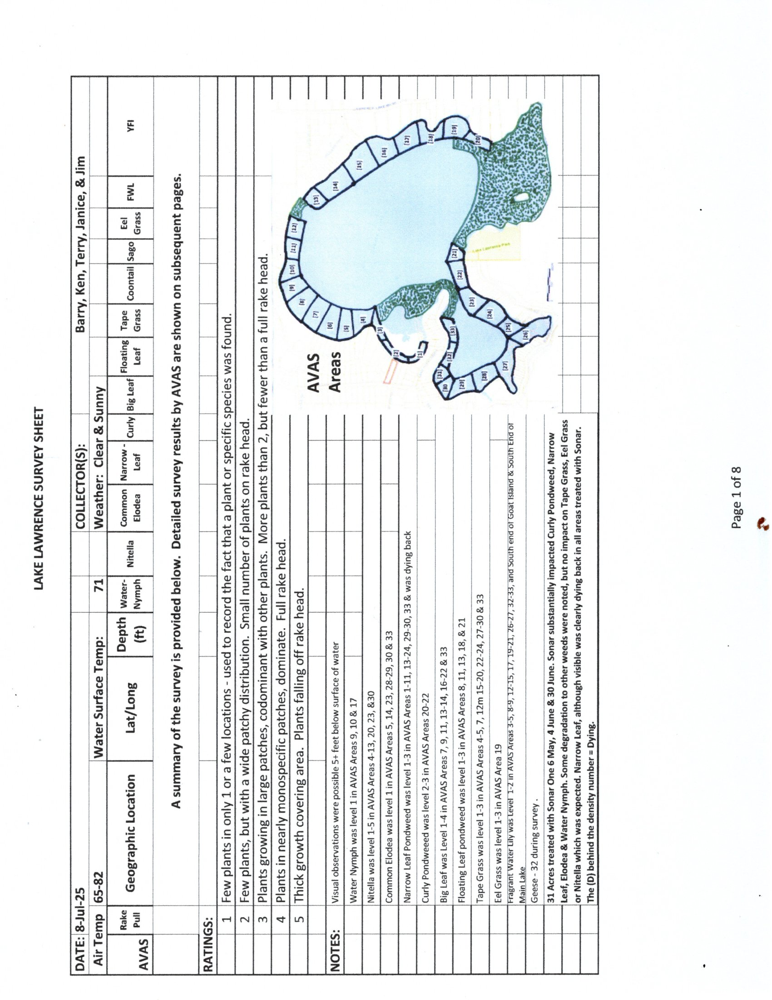 LAKE LAWRENCE SURVEY SHEET
DATE: 8-Jul-25 COLLECTOR(S): Barry, Ken, Terry, Janice, & Jim
Air Temp 65-82 Water Surface Temp: 71 Weather: Clear & Sunny
AVAS Rake Pull Geographic Location Lat/Long Depth (ft) Water-Nymph Nitella Common Elodea Narrow - Leaf Curly Big Leaf Floating Leaf Tape Grass Coontail Sago Eel Grass FWL YFI
A summary of the survey is provided below. Detailed survey results by AVAS are shown on subsequent pages.
RATINGS:
1 Few plants in only 1 or a few locations - used to record the fact that a plant or specific species was found.
2 Few plants, but with a wide patchy distribution. Small number of plants on rake head.
3 Plants growing in large patches, codominant with other plants. More plants than 2, but fewer than a full rake head.
4 Plants in nearly monospecific patches, dominate. Full rake head.
5 Thick growth covering area. Plants falling off rake head.
NOTES: Visual observations were possible 5+ feet below surface of water
Water Nymph was level 1 in AVAS Areas 9, 10 & 17
Nitella was level 1-5 in AVAS Areas 4-13, 20, 23, &30
Common Elodea was level 1 in AVAS Areas 5, 14, 23, 28-29, 30 & 33
Narrow Leaf Pondweed was level 1-3 in AVAS Areas 1-11, 13-24, 29-30, 33 & was dying back
Curly Pondweed was level 2-3 in AVAS Areas 20-22
Big Leaf was Level 1-4 in AVAS Areas 7, 9, 11, 13-14, 16-22 & 33
Floating Leaf pondweed was level 1-3 in AVAS Areas 8, 11, 13, 18, & 21
Tape Grass was level 1-3 in AVAS Areas 4-5, 7, 12m 15-20, 22-24, 27-30 & 33
Eel Grass was level 1-3 in AVAS Area 19
Fragrant Water Lily was Level 1-2 in AVAS Areas 3-5, 8-9, 12-15, 17, 19-21, 26-27, 32-33, and South end of Goat Island & South End of
Main Lake
Geese - 32 during survey .
31 Acres treated with Sonar One 6 May, 4 June & 30 June. Sonar substantially impacted Curly Pondweed, Narrow
Leaf, Elodea & Water Nymph. Some degradation to other weeds were noted, but no impact on Tape Grass, Eel Grass
or Nitella which was expected. Narrow Leaf, although visible was clearly dying back in all areas treated with Sonar.
The (D) behind the density number = Dying.
AVAS
Areas
[1]
[2]
[3]
[4]
[5]
[6]
[7]
[8]
[9]
[10]
[11]
[12]
[13]
[14]
[15]
[16]
[17]
[18]
[19]
[20]
[21]
[22]
[23]
[24]
[25]
[26]
[27]
[28]
[29]
[30
[31]
[32]
[33]
Lake Lawrence Park
Page 1 of 8